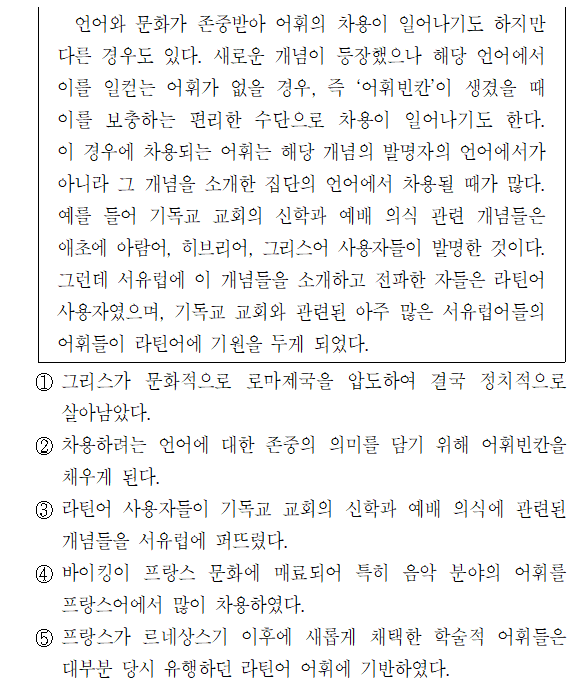 언어와 문화가 존중받아 어휘의 차용이 일어나기도 하지만
다른 경우도 있다. 새로운 개념이 등장했으나 해당 언어에서
이를 일컫는 어휘가 없을 경우, 즉 ‘어휘빈칸’이 생겼을 때
이를 보충하는 편리한 수단으로 차용이 일어나기도 한다.
이 경우에 차용되는 어휘는 해당 개념의 발명자의 언어에서가
아니라 그 개념을 소개한 집단의 언어에서 차용될 때가 많다.
예를 들어 기독교 교회의 신학과 예배 의식 관련 개념들은
애초에 아람어, 히브리어, 그리스어 사용자들이 발명한 것이다.
그런데 서유럽에 이 개념들을 소개하고 전파한 자들은 라틴어
사용자였으며, 기독교 교회와 관련된 아주 많은 서유럽어들의
어휘들이 라틴어에 기원을 두게 되었다.
① 그리스가 문화적으로 로마제국을 압도하여 결국 정치적으로
살아남았다.
② 차용하려는 언어에 대한 존중의 의미를 담기 위해 어휘빈칸을
채우게 된다.
③ 라틴어 사용자들이 기독교 교회의 신학과 예배 의식에 관련된
개념들을 서유럽에 퍼뜨렸다.
④ 바이킹이 프랑스 문화에 매료되어 특히 음악 분야의 어휘를
프랑스어에서 많이 차용하였다.
⑤ 프랑스가 르네상스기 이후에 새롭게 채택한 학술적 어휘들은
대부분 당시 유행하던 라틴어 어휘에 기반하였다.